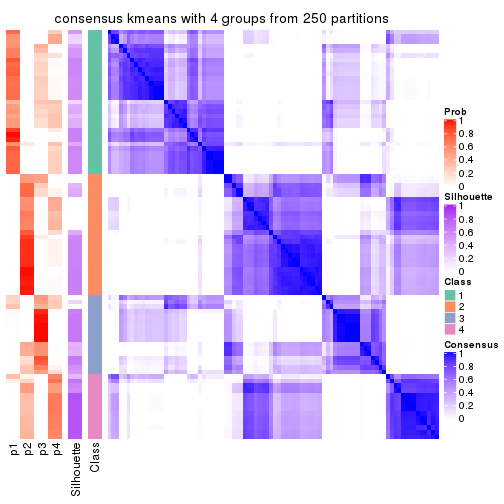 consensus kmeans with 4 groups from 250 partitions
Prob
1
0.8
0.6
0.4
0.2
0
Silhouette
1
0.8
0.6
0.4
0.2
0
Class
1
2
3
4
Consensus
1
0.8
0.6
0.4
0.2
0
p1
p2
p3
p4
Silhouette
Class